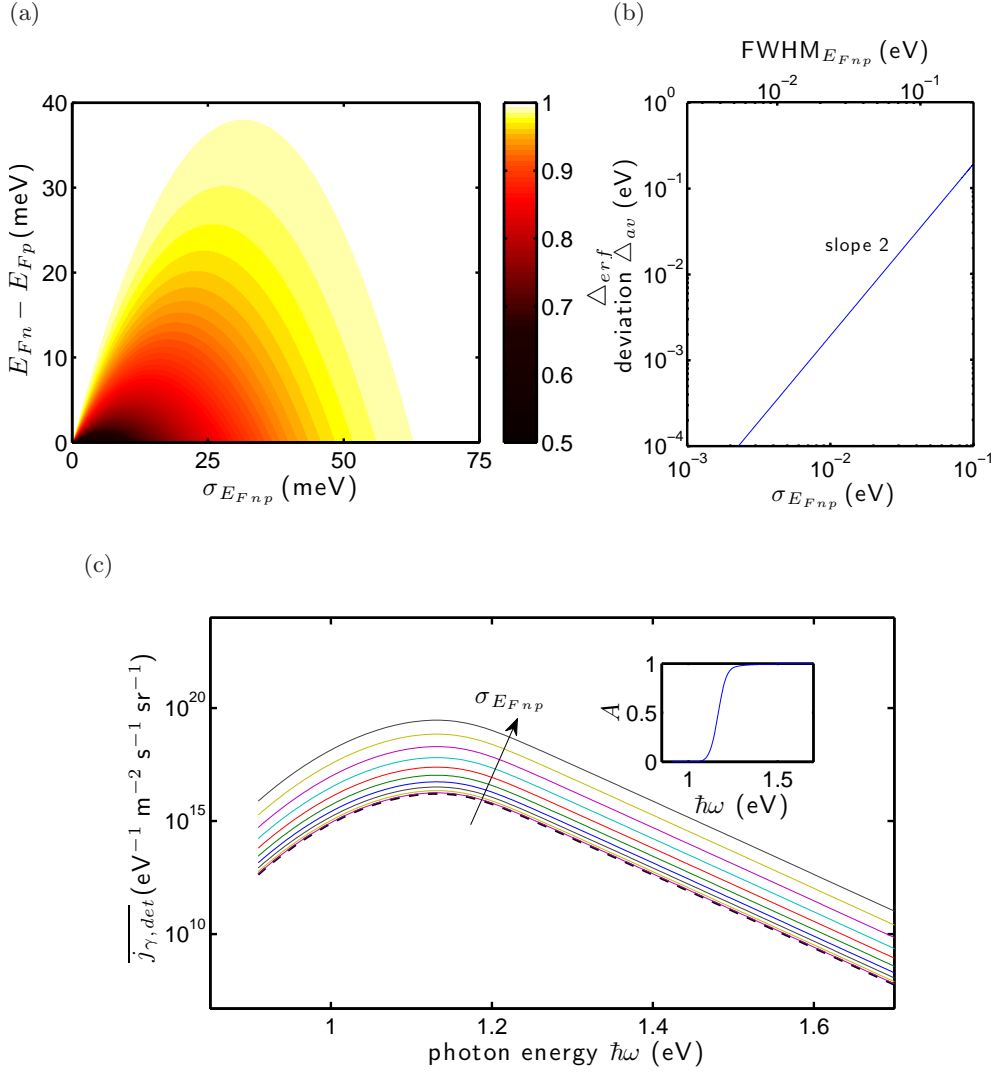 (a)
E_{Fn} − E_{Fp} (meV)
40
30
20
10
0
0 25 50 75
σ_{E_{Fnp}} (meV)
1
0.9
0.8
0.7
0.6
0.5
(b)
FWHM_{E_{Fnp}} (eV)
10^{-2} 10^{-1}
△_{erf}
deviation △_{av} (eV)
10^{0}
10^{-1}
10^{-2}
10^{-3}
10^{-4}
slope 2
10^{-3} 10^{-2} 10^{-1}
σ_{E_{Fnp}} (eV)
(c)
\overline{j_{γ,det}} (eV^{−1} m^{−2} s^{−1} sr^{−1})
10^{20}
10^{15}
10^{10}
σ_{E_{Fnp}}
A
1
0.5
0
1 1.5
ħω (eV)
1 1.2 1.4 1.6
photon energy ħω (eV)